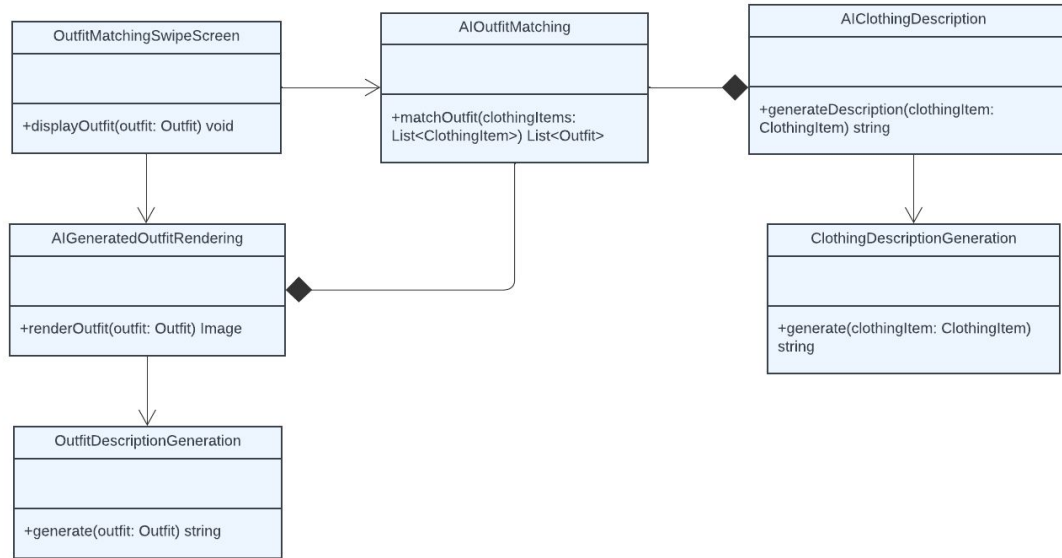 OutfitMatchingSwipeScreen
+displayOutfit(outfit: Outfit) void
AIOutfitMatching
+matchOutfit(clothingItems:
List<ClothingItem>) List<Outfit>
AIClothingDescription
+generateDescription(clothingItem:
ClothingItem) string
AIGeneratedOutfitRendering
+renderOutfit(outfit: Outfit) Image
ClothingDescriptionGeneration
+generate(clothingItem: ClothingItem)
string
OutfitDescriptionGeneration
+generate(outfit: Outfit) string